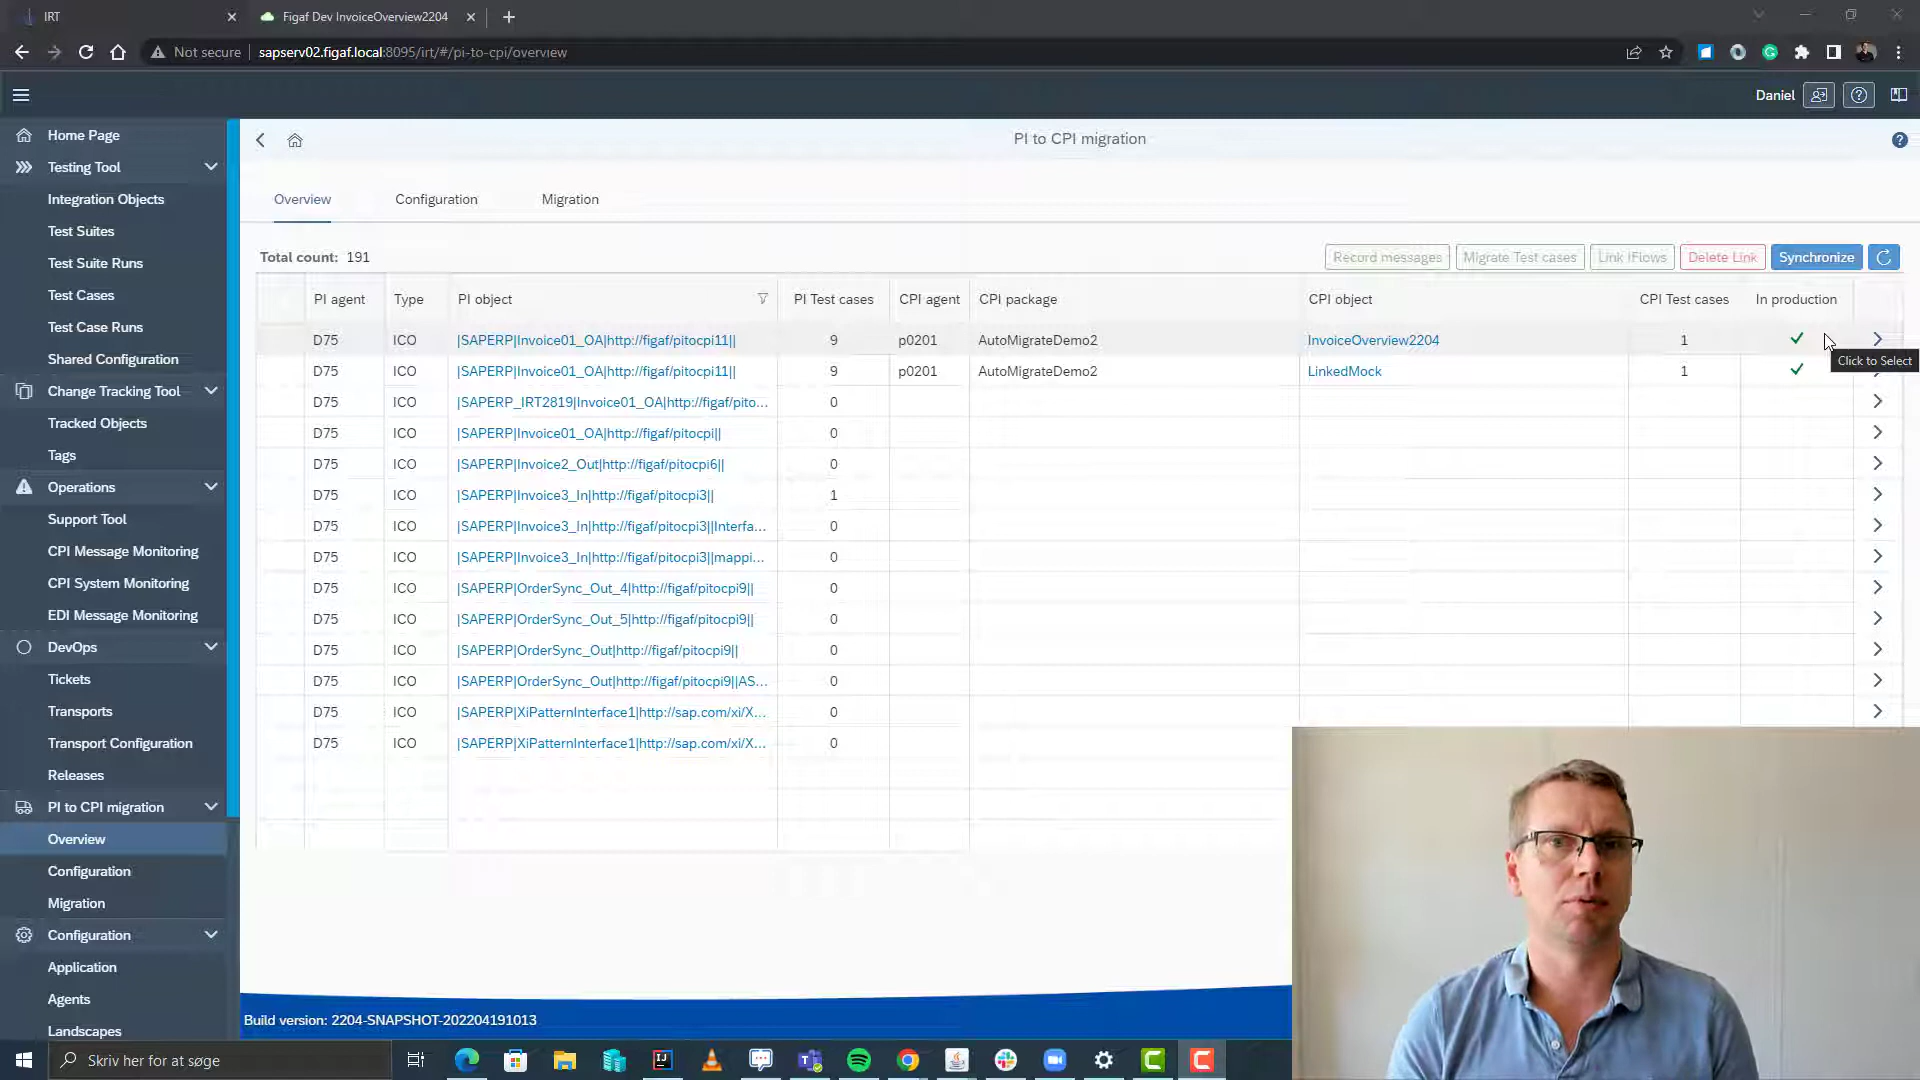 IRT
Figaf Dev InvoiceOverview2204
Not secure
sapserv02.figaf.local:8095/irt/#/pi-to-cpi/overview
Daniel
Home Page
Testing Tool
Integration Objects
Test Suites
Test Suite Runs
Test Cases
Test Case Runs
Shared Configuration
Change Tracking Tool
Tracked Objects
Tags
Operations
Support Tool
CPI Message Monitoring
CPI System Monitoring
EDI Message Monitoring
DevOps
Tickets
Transports
Transport Configuration
Releases
PI to CPI migration
Overview
Configuration
Migration
Configuration
Application
Agents
Landscapes
PI to CPI migration
Overview Configuration Migration
Total count: 191
Record messages Migrate Test cases Link IFlows Delete Link Synchronize
PI agent Type PI object PI Test cases CPI agent CPI package CPI object CPI Test cases In production
D75 ICO |SAPERP|Invoice01_OA|http://figaf/pitocpi11|| 9 p0201 AutoMigrateDemo2 InvoiceOverview2204 1
Click to Select
D75 ICO |SAPERP|Invoice01_OA|http://figaf/pitocpi11|| 9 p0201 AutoMigrateDemo2 LinkedMock 1
D75 ICO |SAPERP_IRT2819|Invoice01_OA|http://figaf/pito... 0
D75 ICO |SAPERP|Invoice01_OA|http://figaf/pitocpi|| 0
D75 ICO |SAPERP|Invoice2_Out|http://figaf/pitocpi6|| 0
D75 ICO |SAPERP|Invoice3_In|http://figaf/pitocpi3|| 1
D75 ICO |SAPERP|Invoice3_In|http://figaf/pitocpi3||Interfa... 0
D75 ICO |SAPERP|Invoice3_In|http://figaf/pitocpi3||mappi... 0
D75 ICO |SAPERP|OrderSync_Out_4|http://figaf/pitocpi9|| 0
D75 ICO |SAPERP|OrderSync_Out_5|http://figaf/pitocpi9|| 0
D75 ICO |SAPERP|OrderSync_Out|http://figaf/pitocpi9|| 0
D75 ICO |SAPERP|OrderSync_Out|http://figaf/pitocpi9||AS... 0
D75 ICO |SAPERP|XiPatternInterface1|http://sap.com/xi/X... 0
D75 ICO |SAPERP|XiPatternInterface1|http://sap.com/xi/X... 0
Build version: 2204-SNAPSHOT-202204191013
Skriv her for at søge